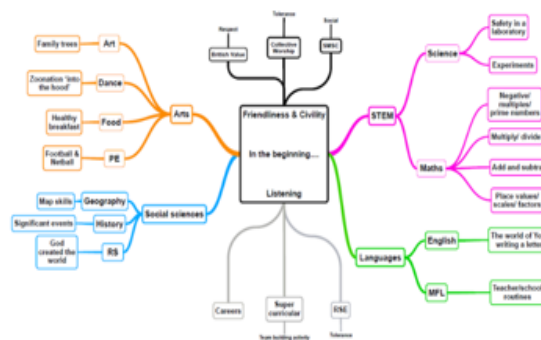 Tolerance
Respect
Social
British Value
Collective
Worship
SMSC
Family trees
Art
Zoonation 'into
the hood'
Dance
Healthy
breakfast
Food
Football &
Netball
PE
Arts
Friendliness & Civility
In the beginning....
Listening
Map skills
Geography
Significant events
History
God
created the
world
RS
Social sciences
STEM
Science
Safety in a
laboratory
Experiments
Maths
Negative/
multiples/
prime numbers
Multiply/ divide
Add and subtra
Place values/
scales/ factors
Languages
English
The world of Yo
writing a lette
MFL
Teacher/school
routines
Careers
Super
curricular
Team building activity
RSE
Tolerance